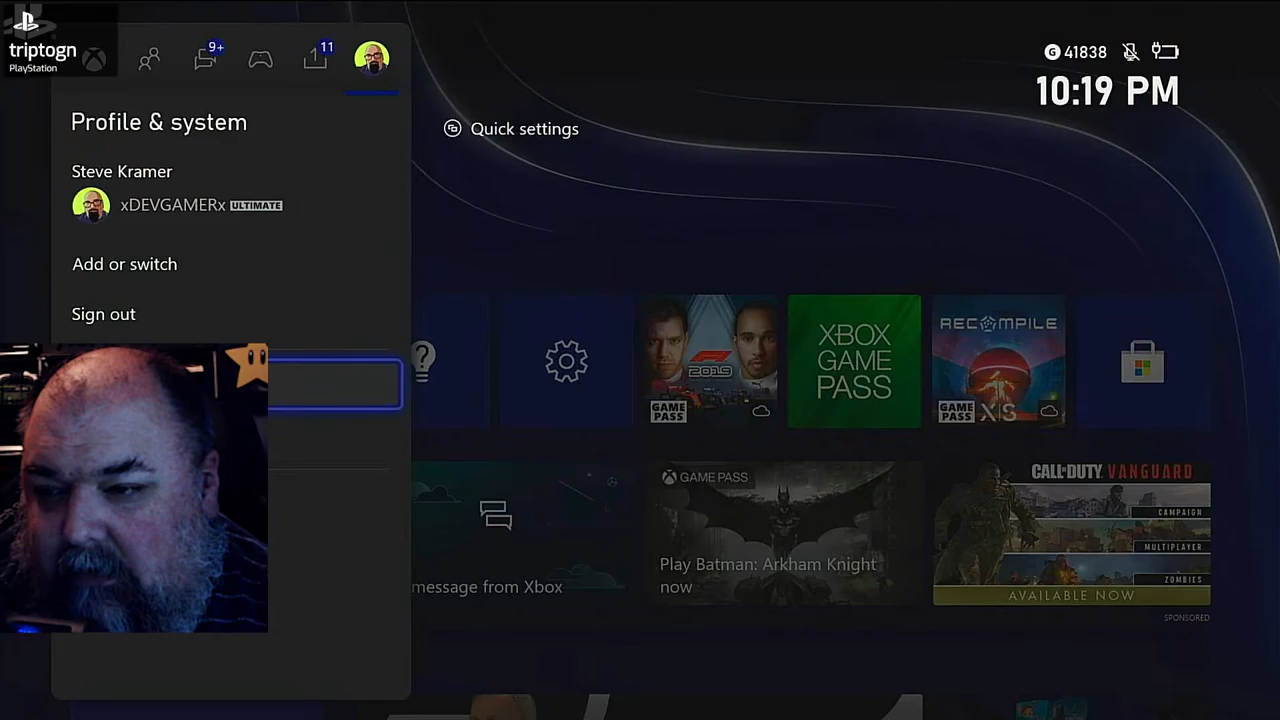 triptogn
PlayStation
9+
11
G 41838
10:19 PM
Profile & system
Quick settings
Steve Kramer
xDEVGAMERx ULTIMATE
Add or switch
Sign out
?
F1 2019
GAME PASS
XBOX
GAME
PASS
RECOMPILE
GAME PASS X|S
message from Xbox
GAME PASS
Play Batman: Arkham Knight
now
CALL OF DUTY VANGUARD
CAMPAIGN
MULTIPLAYER
ZOMBIES
AVAILABLE NOW
SPONSORED